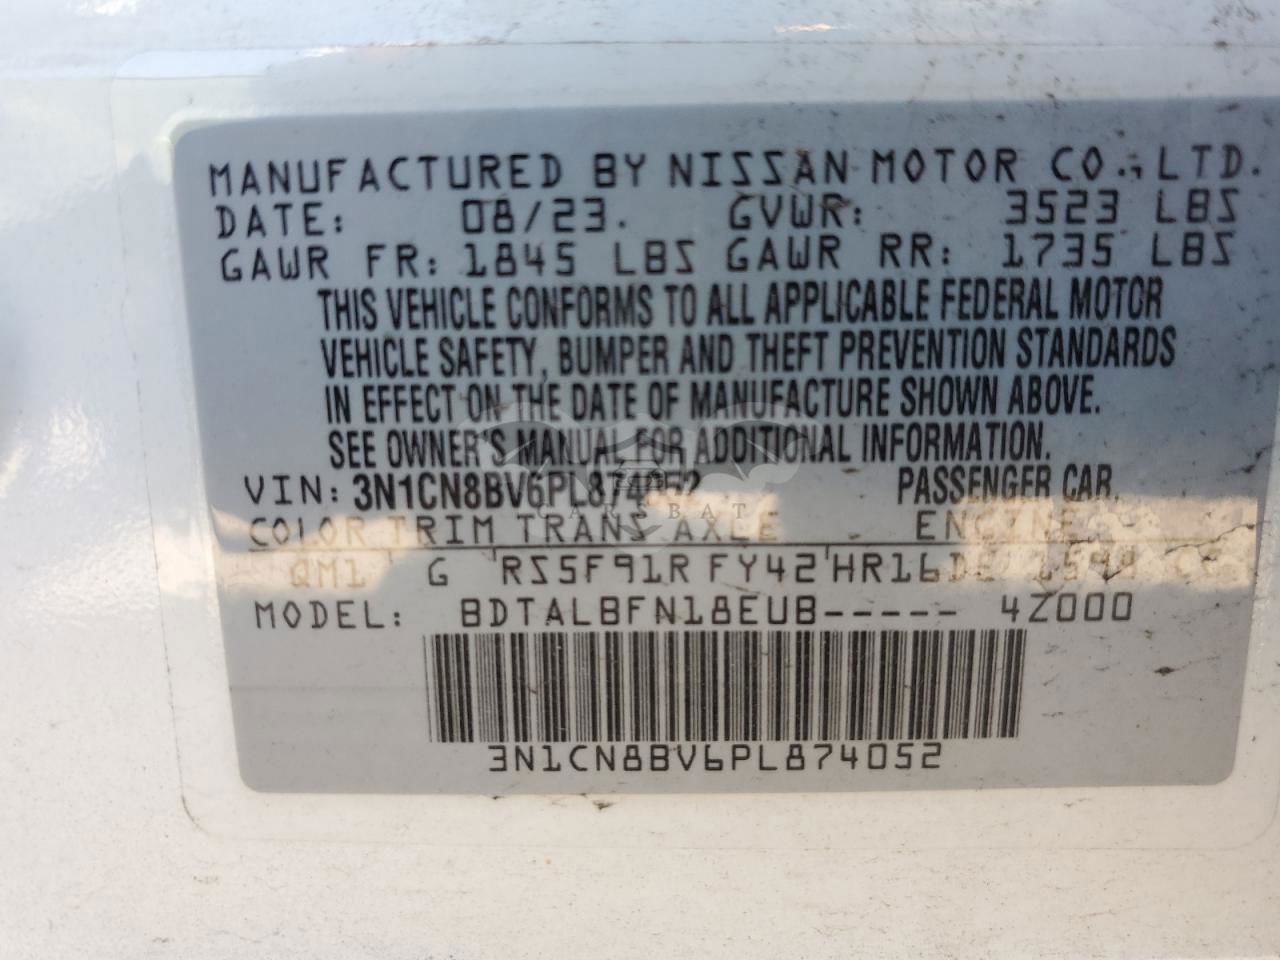 MANUFACTURED BY NISSAN MOTOR CO., LTD.
DATE: 08/23. GVWR: 3523 LBS
GAWR FR: 1845 LBS GAWR RR: 1735 LBS
THIS VEHICLE CONFORMS TO ALL APPLICABLE FEDERAL MOTOR
VEHICLE SAFETY, BUMPER AND THEFT PREVENTION STANDARDS
IN EFFECT ON THE DATE OF MANUFACTURE SHOWN ABOVE.
SEE OWNER'S MANUAL FOR ADDITIONAL INFORMATION.
VIN: 3N1CN8BV6PL874052 PASSENGER CAR.
CARSBAT
COLOR TRIM TRANS AXLE ENGINE
QM1 G RS5F91R FY42 HR16DE 1598 CC
MODEL: BDTALBFN18EUB----- 4Z000
3N1CN8BV6PL874052